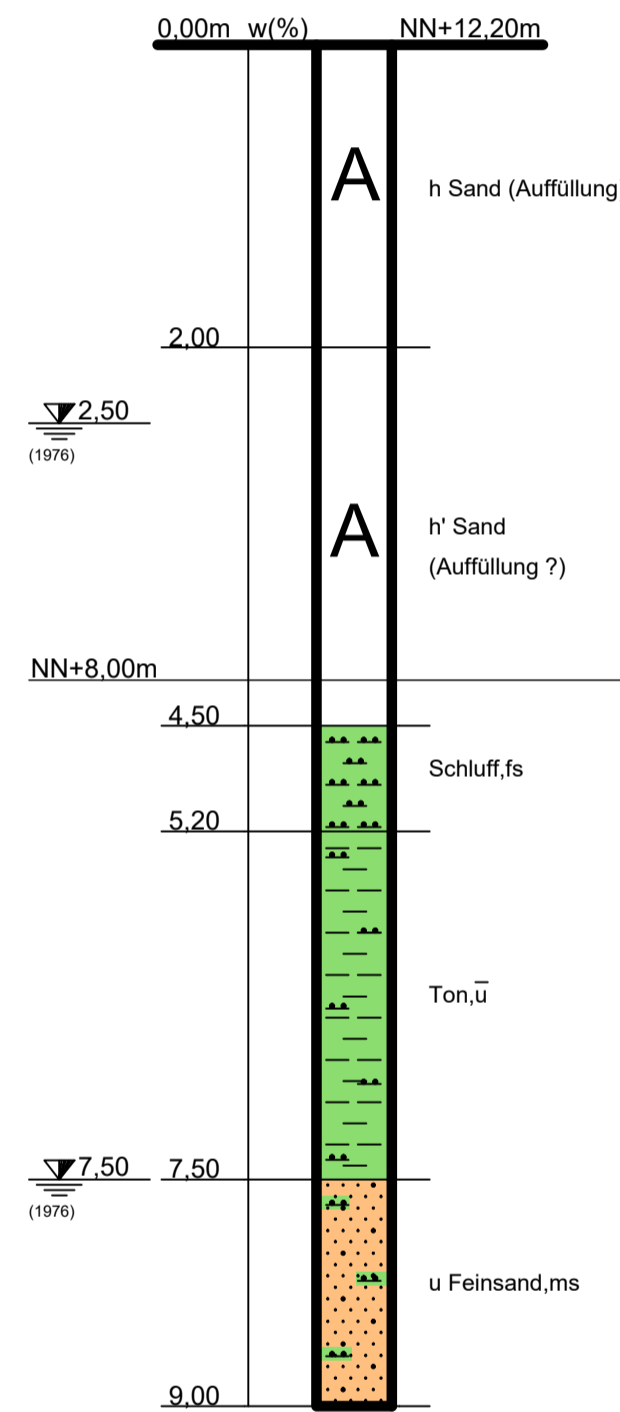 0,00m w(%) NN+12,20m
A
h Sand (Auffüllung)
2,00
2,50
(1976)
A
h' Sand
(Auffüllung ?)
NN+8,00m
4,50
Schluff,fs
5,20
Ton,u̅
7,50 7,50
(1976)
u Feinsand,ms
9,00